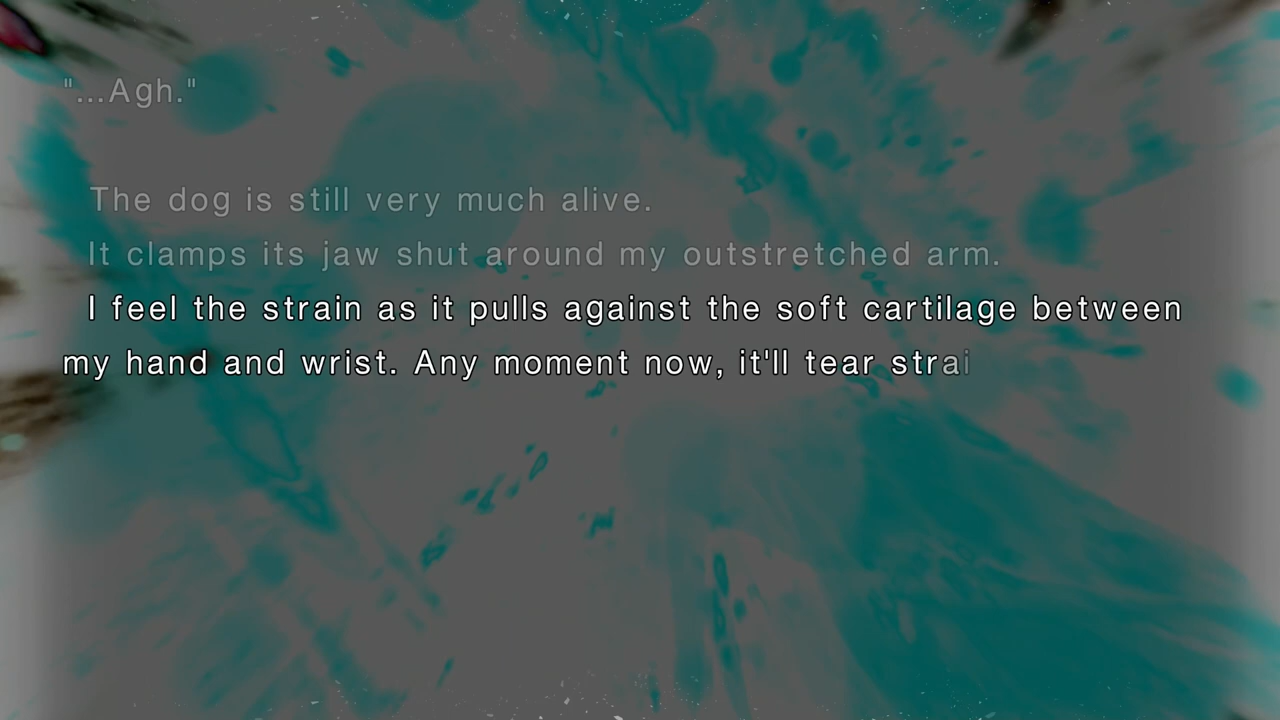 "...Agh."
The dog is still very much alive.
It clamps its jaw shut around my outstretched arm.
I feel the strain as it pulls against the soft cartilage between
my hand and wrist. Any moment now, it'll tear strai